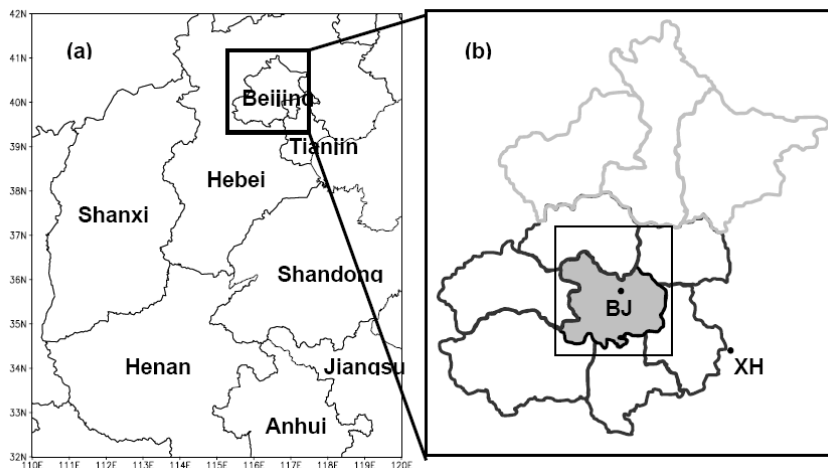 42N
(a)
41N
Beijing
40N
Tianjin
39N
Hebei
38N
Shanxi
37N
36N
Shandong
35N
Henan
Jiangsu
34N
33N
Anhui
32N
110E 111E 112E 113E 114E 115E 116E 117E 118E 119E 120E
(b)
BJ
XH